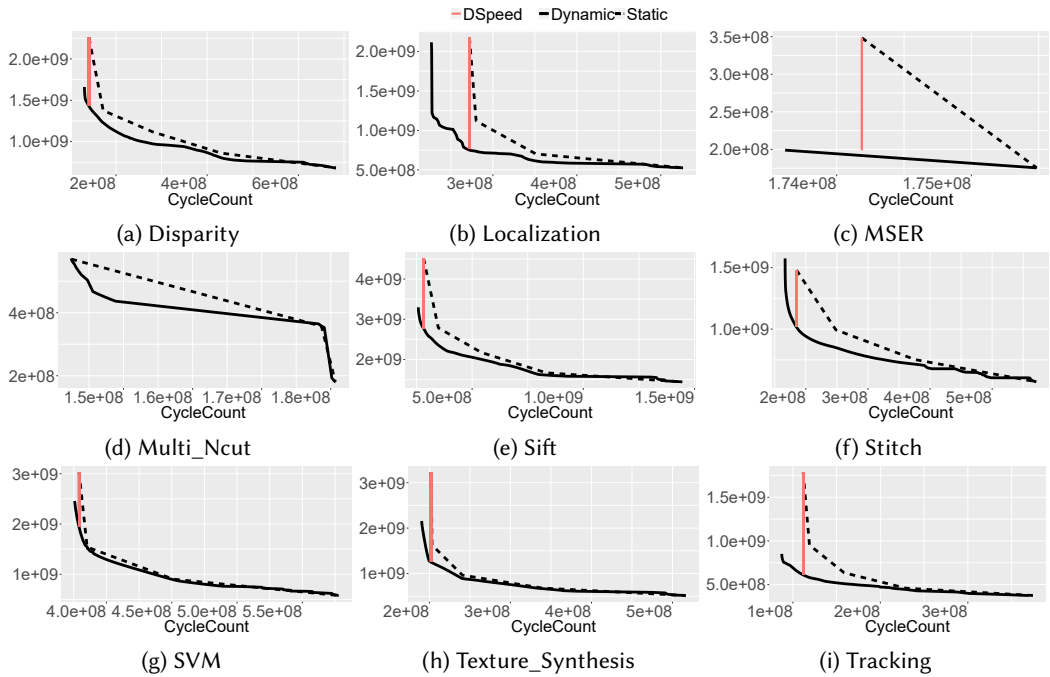 DSpeed Dynamic Static
2.0e+09
1.5e+09
1.0e+09
2e+08 4e+08 6e+08
CycleCount
(a) Disparity
2.0e+09
1.5e+09
1.0e+09
5.0e+08
3e+08 4e+08 5e+08
CycleCount
(b) Localization
3.5e+08
3.0e+08
2.5e+08
2.0e+08
1.74e+08 1.75e+08
CycleCount
(c) MSER
4e+08
2e+08
1.5e+08 1.6e+08 1.7e+08 1.8e+08
CycleCount
(d) Multi_Ncut
4e+09
3e+09
2e+09
5.0e+08 1.0e+09 1.5e+09
CycleCount
(e) Sift
1.5e+09
1.0e+09
2e+08 3e+08 4e+08 5e+08
CycleCount
(f) Stitch
3e+09
2e+09
1e+09
4.0e+08 4.5e+08 5.0e+08 5.5e+08
CycleCount
(g) SVM
3e+09
2e+09
1e+09
2e+08 3e+08 4e+08 5e+08
CycleCount
(h) Texture_Synthesis
1.5e+09
1.0e+09
5.0e+08
1e+08 2e+08 3e+08
CycleCount
(i) Tracking